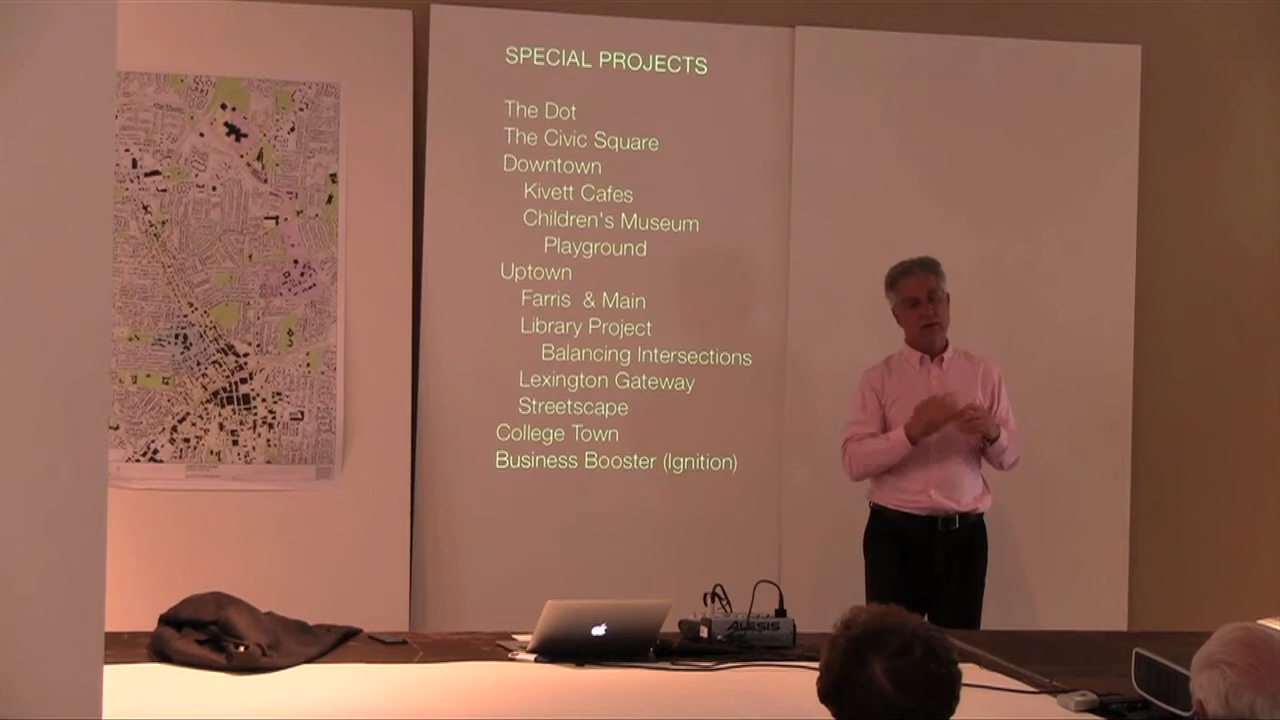 SPECIAL PROJECTS
The Dot
The Civic Square
Downtown
Kivett Cafes
Children's Museum
Playground
Uptown
Farris & Main
Library Project
Balancing Intersections
Lexington Gateway
Streetscape
College Town
Business Booster (Ignition)
ALESIS